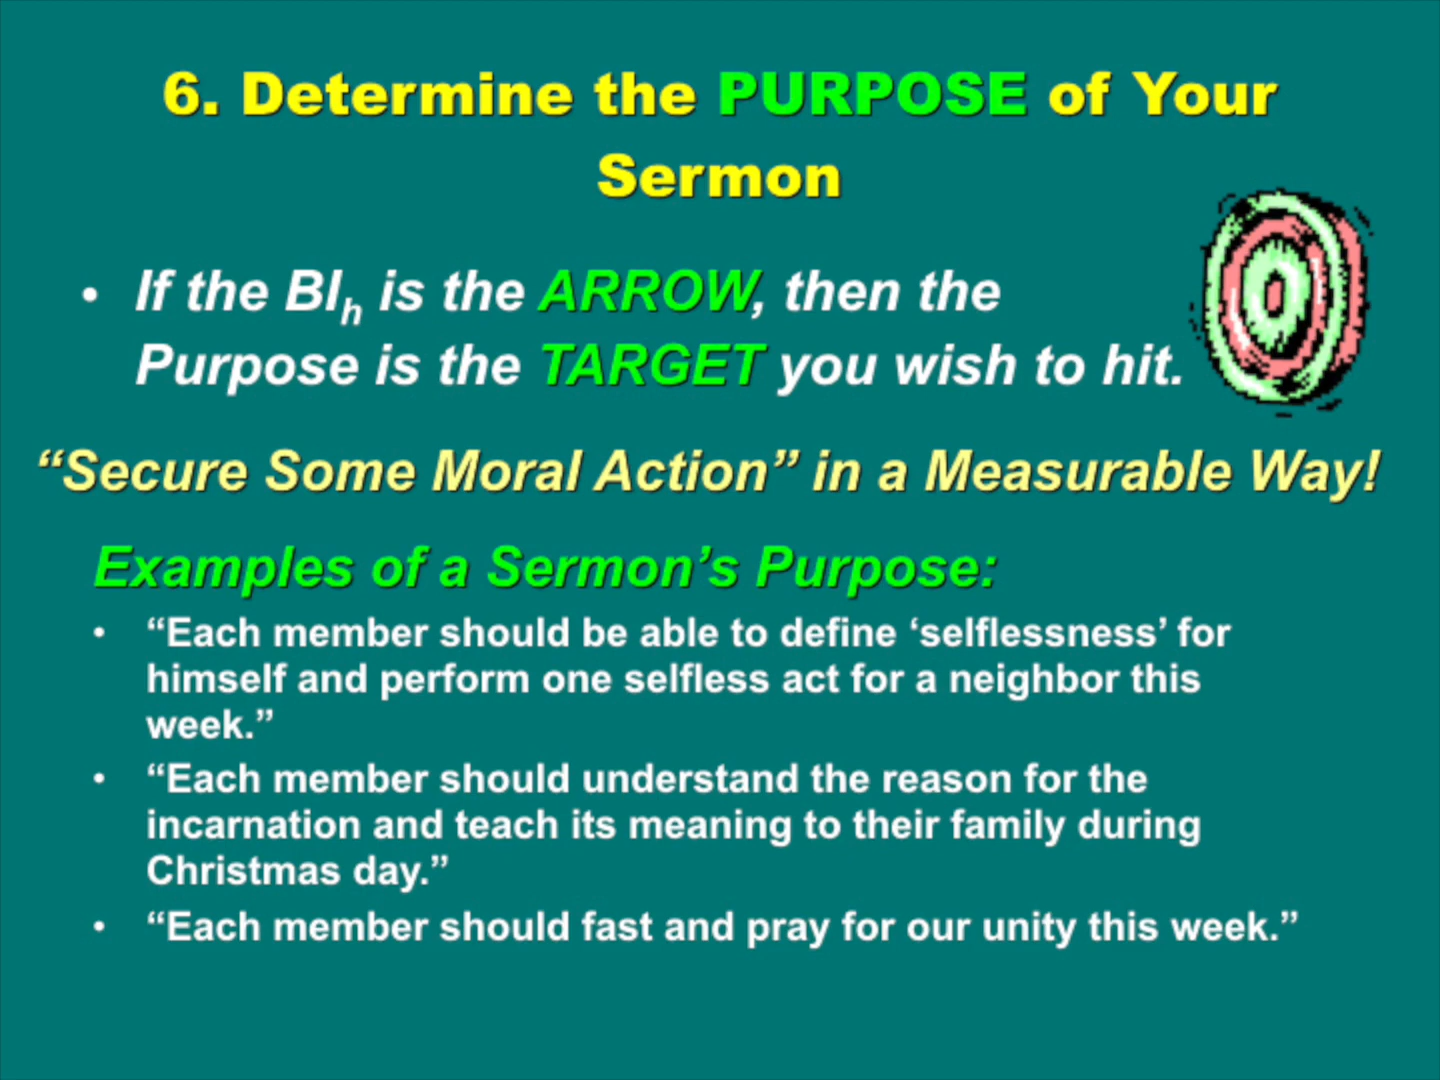 6. Determine the PURPOSE of Your
Sermon
• If the BIh is the ARROW, then the
Purpose is the TARGET you wish to hit.
“Secure Some Moral Action” in a Measurable Way!
Examples of a Sermon’s Purpose:
• “Each member should be able to define ‘selflessness’ for
himself and perform one selfless act for a neighbor this
week.”
• “Each member should understand the reason for the
incarnation and teach its meaning to their family during
Christmas day.”
• “Each member should fast and pray for our unity this week.”